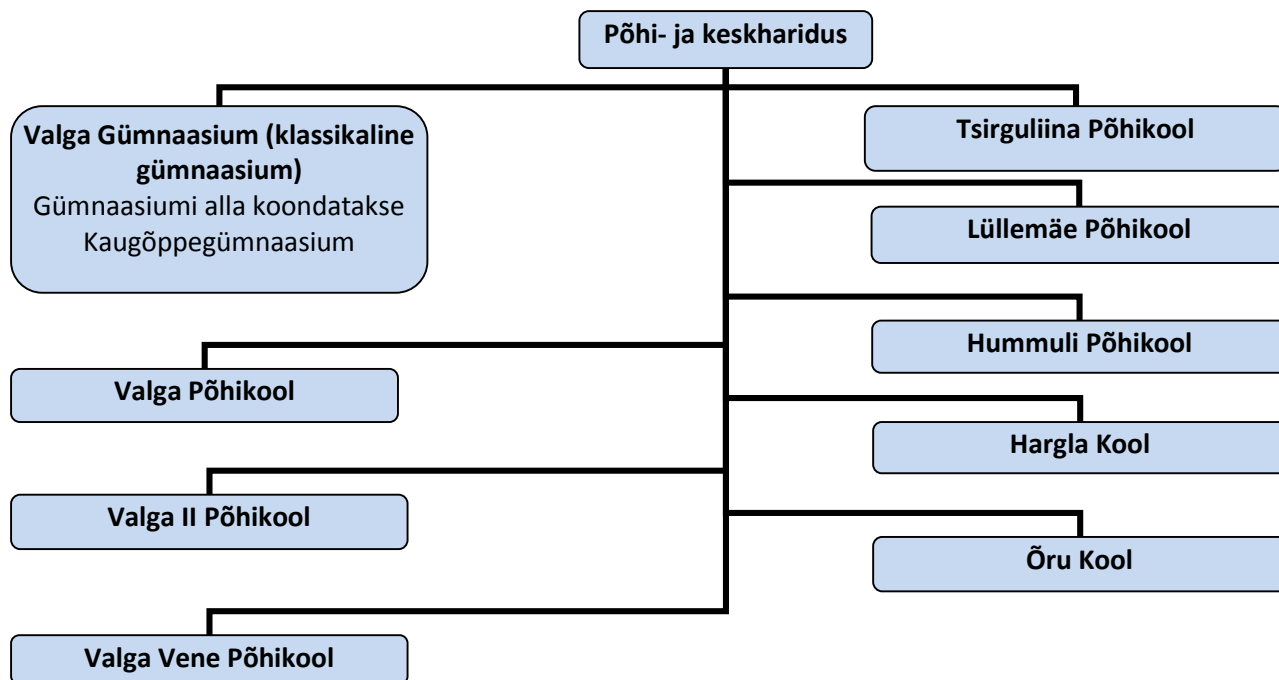 Põhi- ja keskharidus
Valga Gümnaasium (klassikaline
gümnaasium)
Gümnaasiumi alla koondatakse
Kaugõppegümnaasium
Valga Põhikool
Valga II Põhikool
Valga Vene Põhikool
Tsirguliina Põhikool
Lüllemäe Põhikool
Hummuli Põhikool
Hargla Kool
Õru Kool